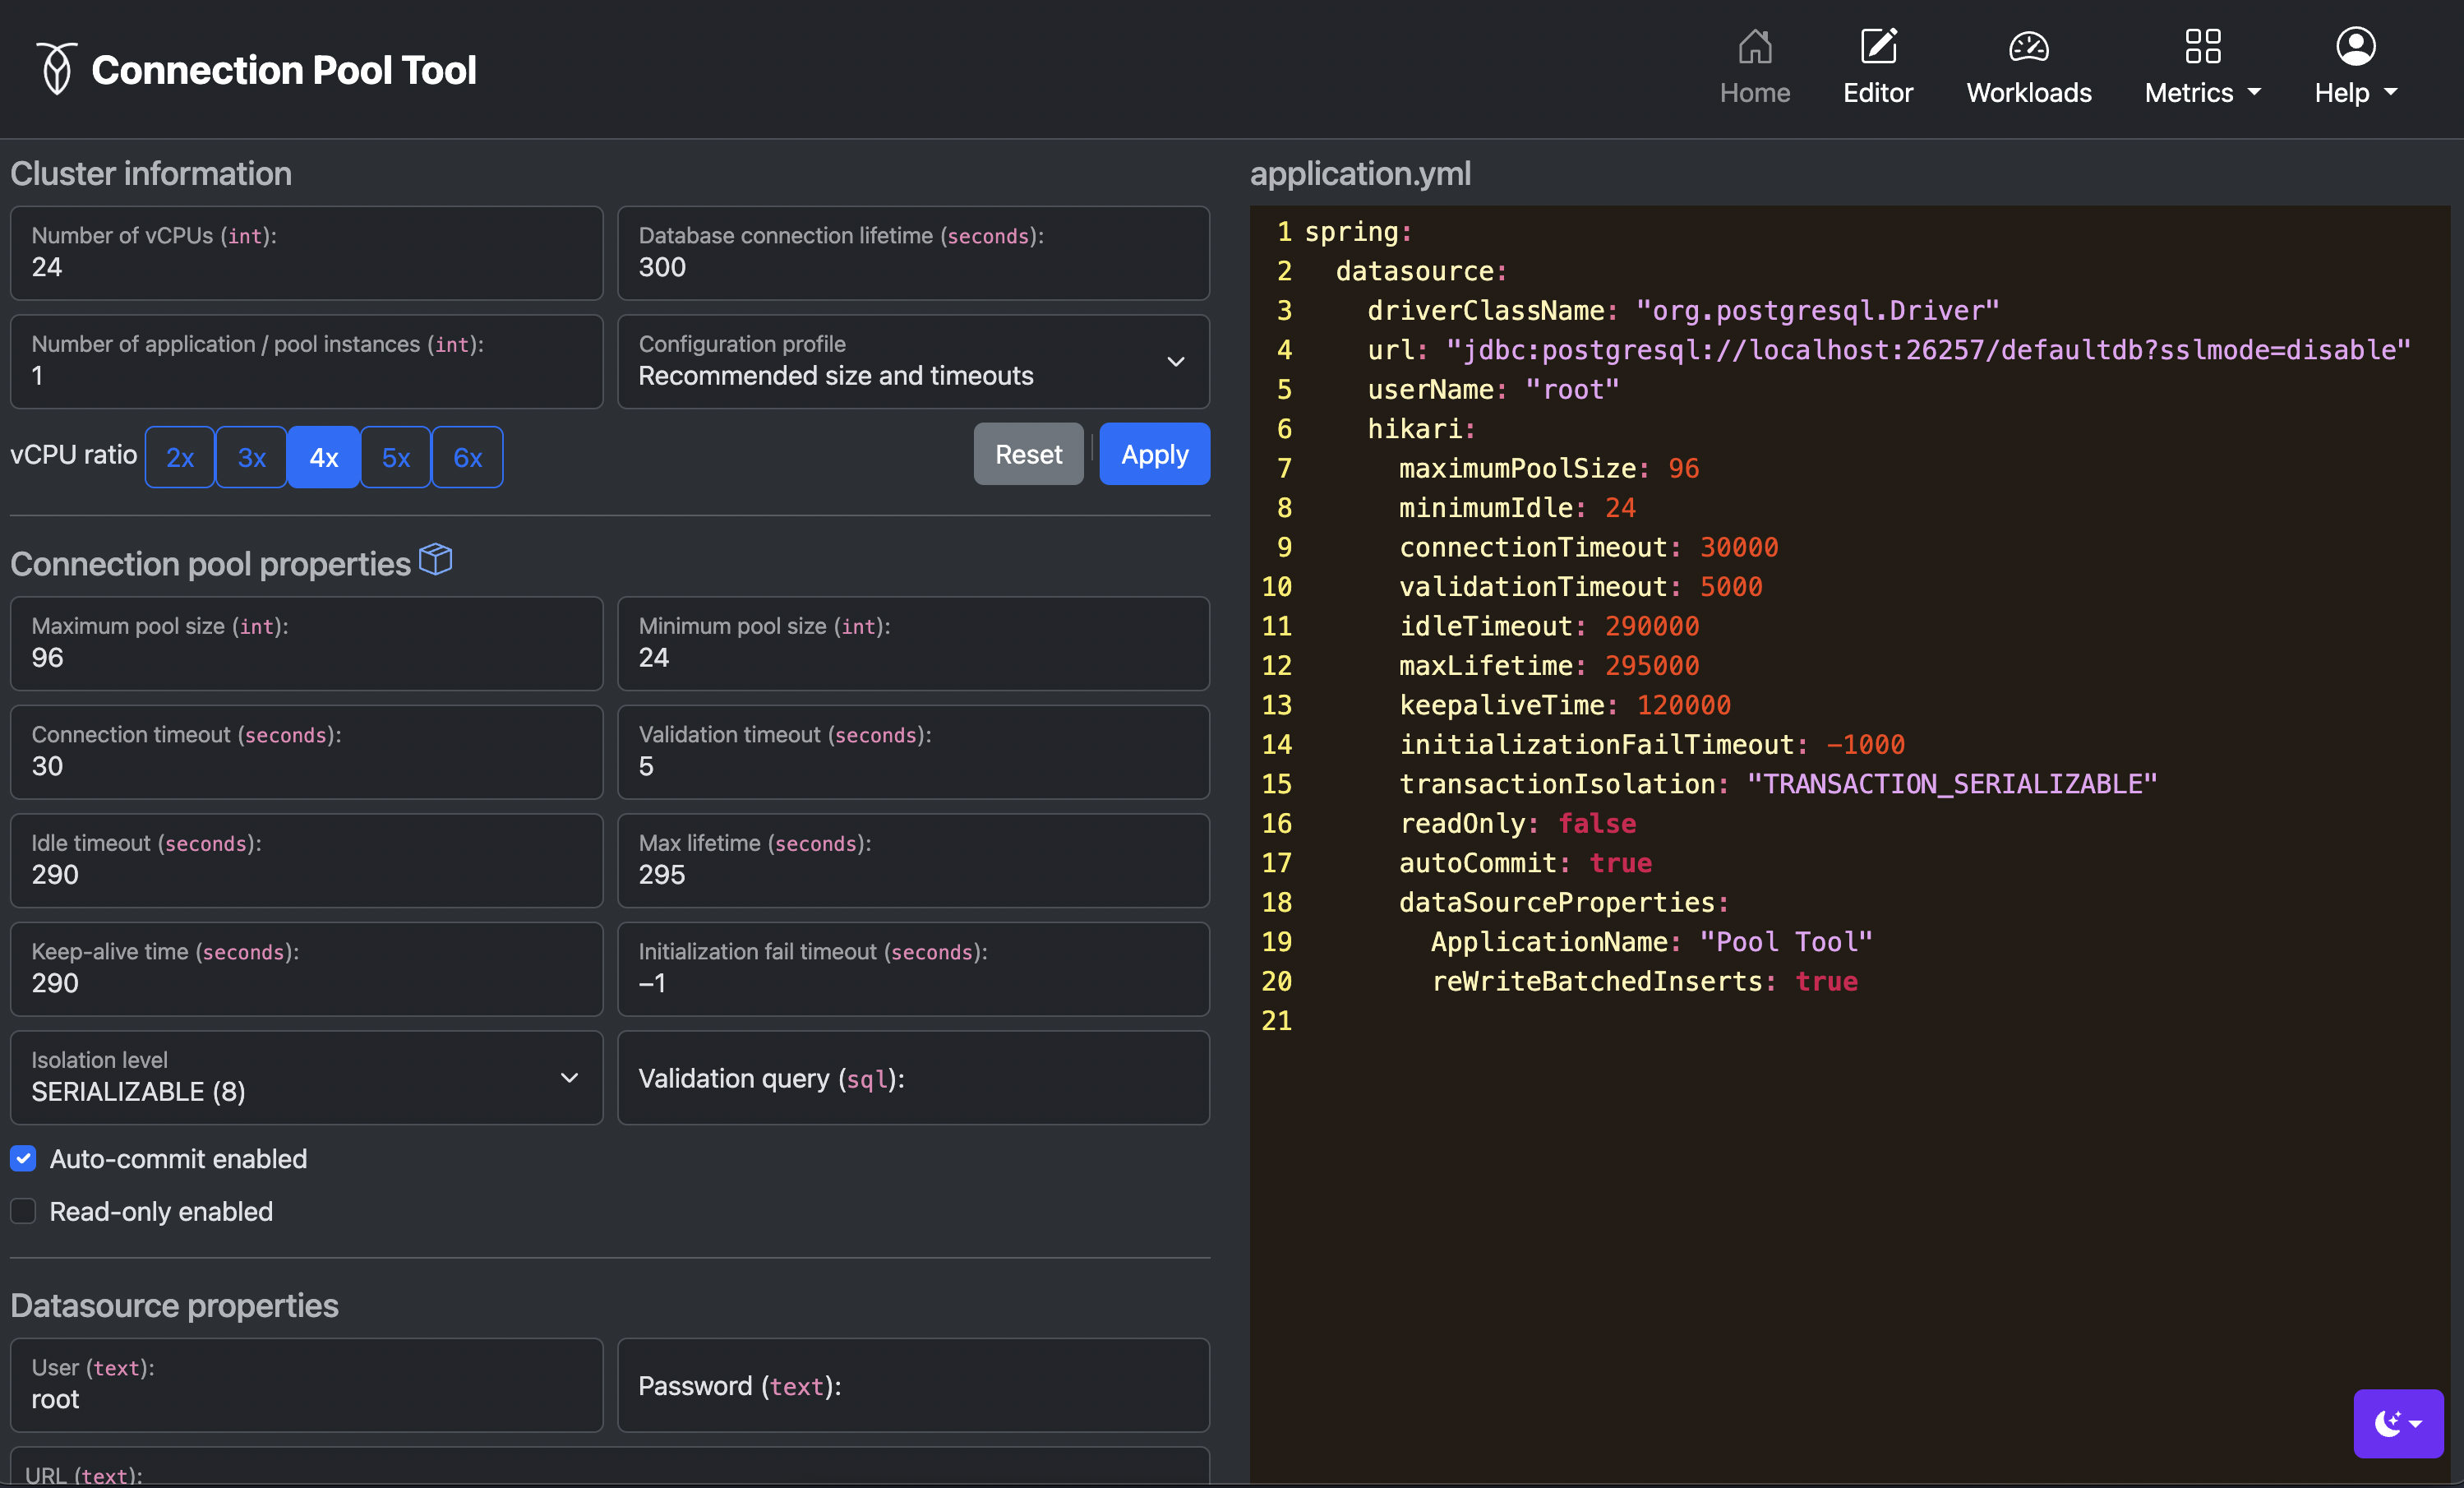 Connection Pool Tool
Home
Editor
Workloads
Metrics
Help
Cluster information
Number of vCPUs (int):
24
Database connection lifetime (seconds):
300
Number of application / pool instances (int):
1
Configuration profile
Recommended size and timeouts
vCPU ratio
2x
3x
4x
5x
6x
Reset
Apply
Connection pool properties
Maximum pool size (int):
96
Minimum pool size (int):
24
Connection timeout (seconds):
30
Validation timeout (seconds):
5
Idle timeout (seconds):
290
Max lifetime (seconds):
295
Keep-alive time (seconds):
290
Initialization fail timeout (seconds):
–1
Isolation level
SERIALIZABLE (8)
Validation query (sql):
Auto-commit enabled
Read-only enabled
Datasource properties
User (text):
root
Password (text):
URL (text):
application.yml
1 spring:
2   datasource:
3     driverClassName: "org.postgresql.Driver"
4     url: "jdbc:postgresql://localhost:26257/defaultdb?sslmode=disable"
5     userName: "root"
6     hikari:
7       maximumPoolSize: 96
8       minimumIdle: 24
9       connectionTimeout: 30000
10       validationTimeout: 5000
11       idleTimeout: 290000
12       maxLifetime: 295000
13       keepaliveTime: 120000
14       initializationFailTimeout: -1000
15       transactionIsolation: "TRANSACTION_SERIALIZABLE"
16       readOnly: false
17       autoCommit: true
18       dataSourceProperties:
19         ApplicationName: "Pool Tool"
20         reWriteBatchedInserts: true
21